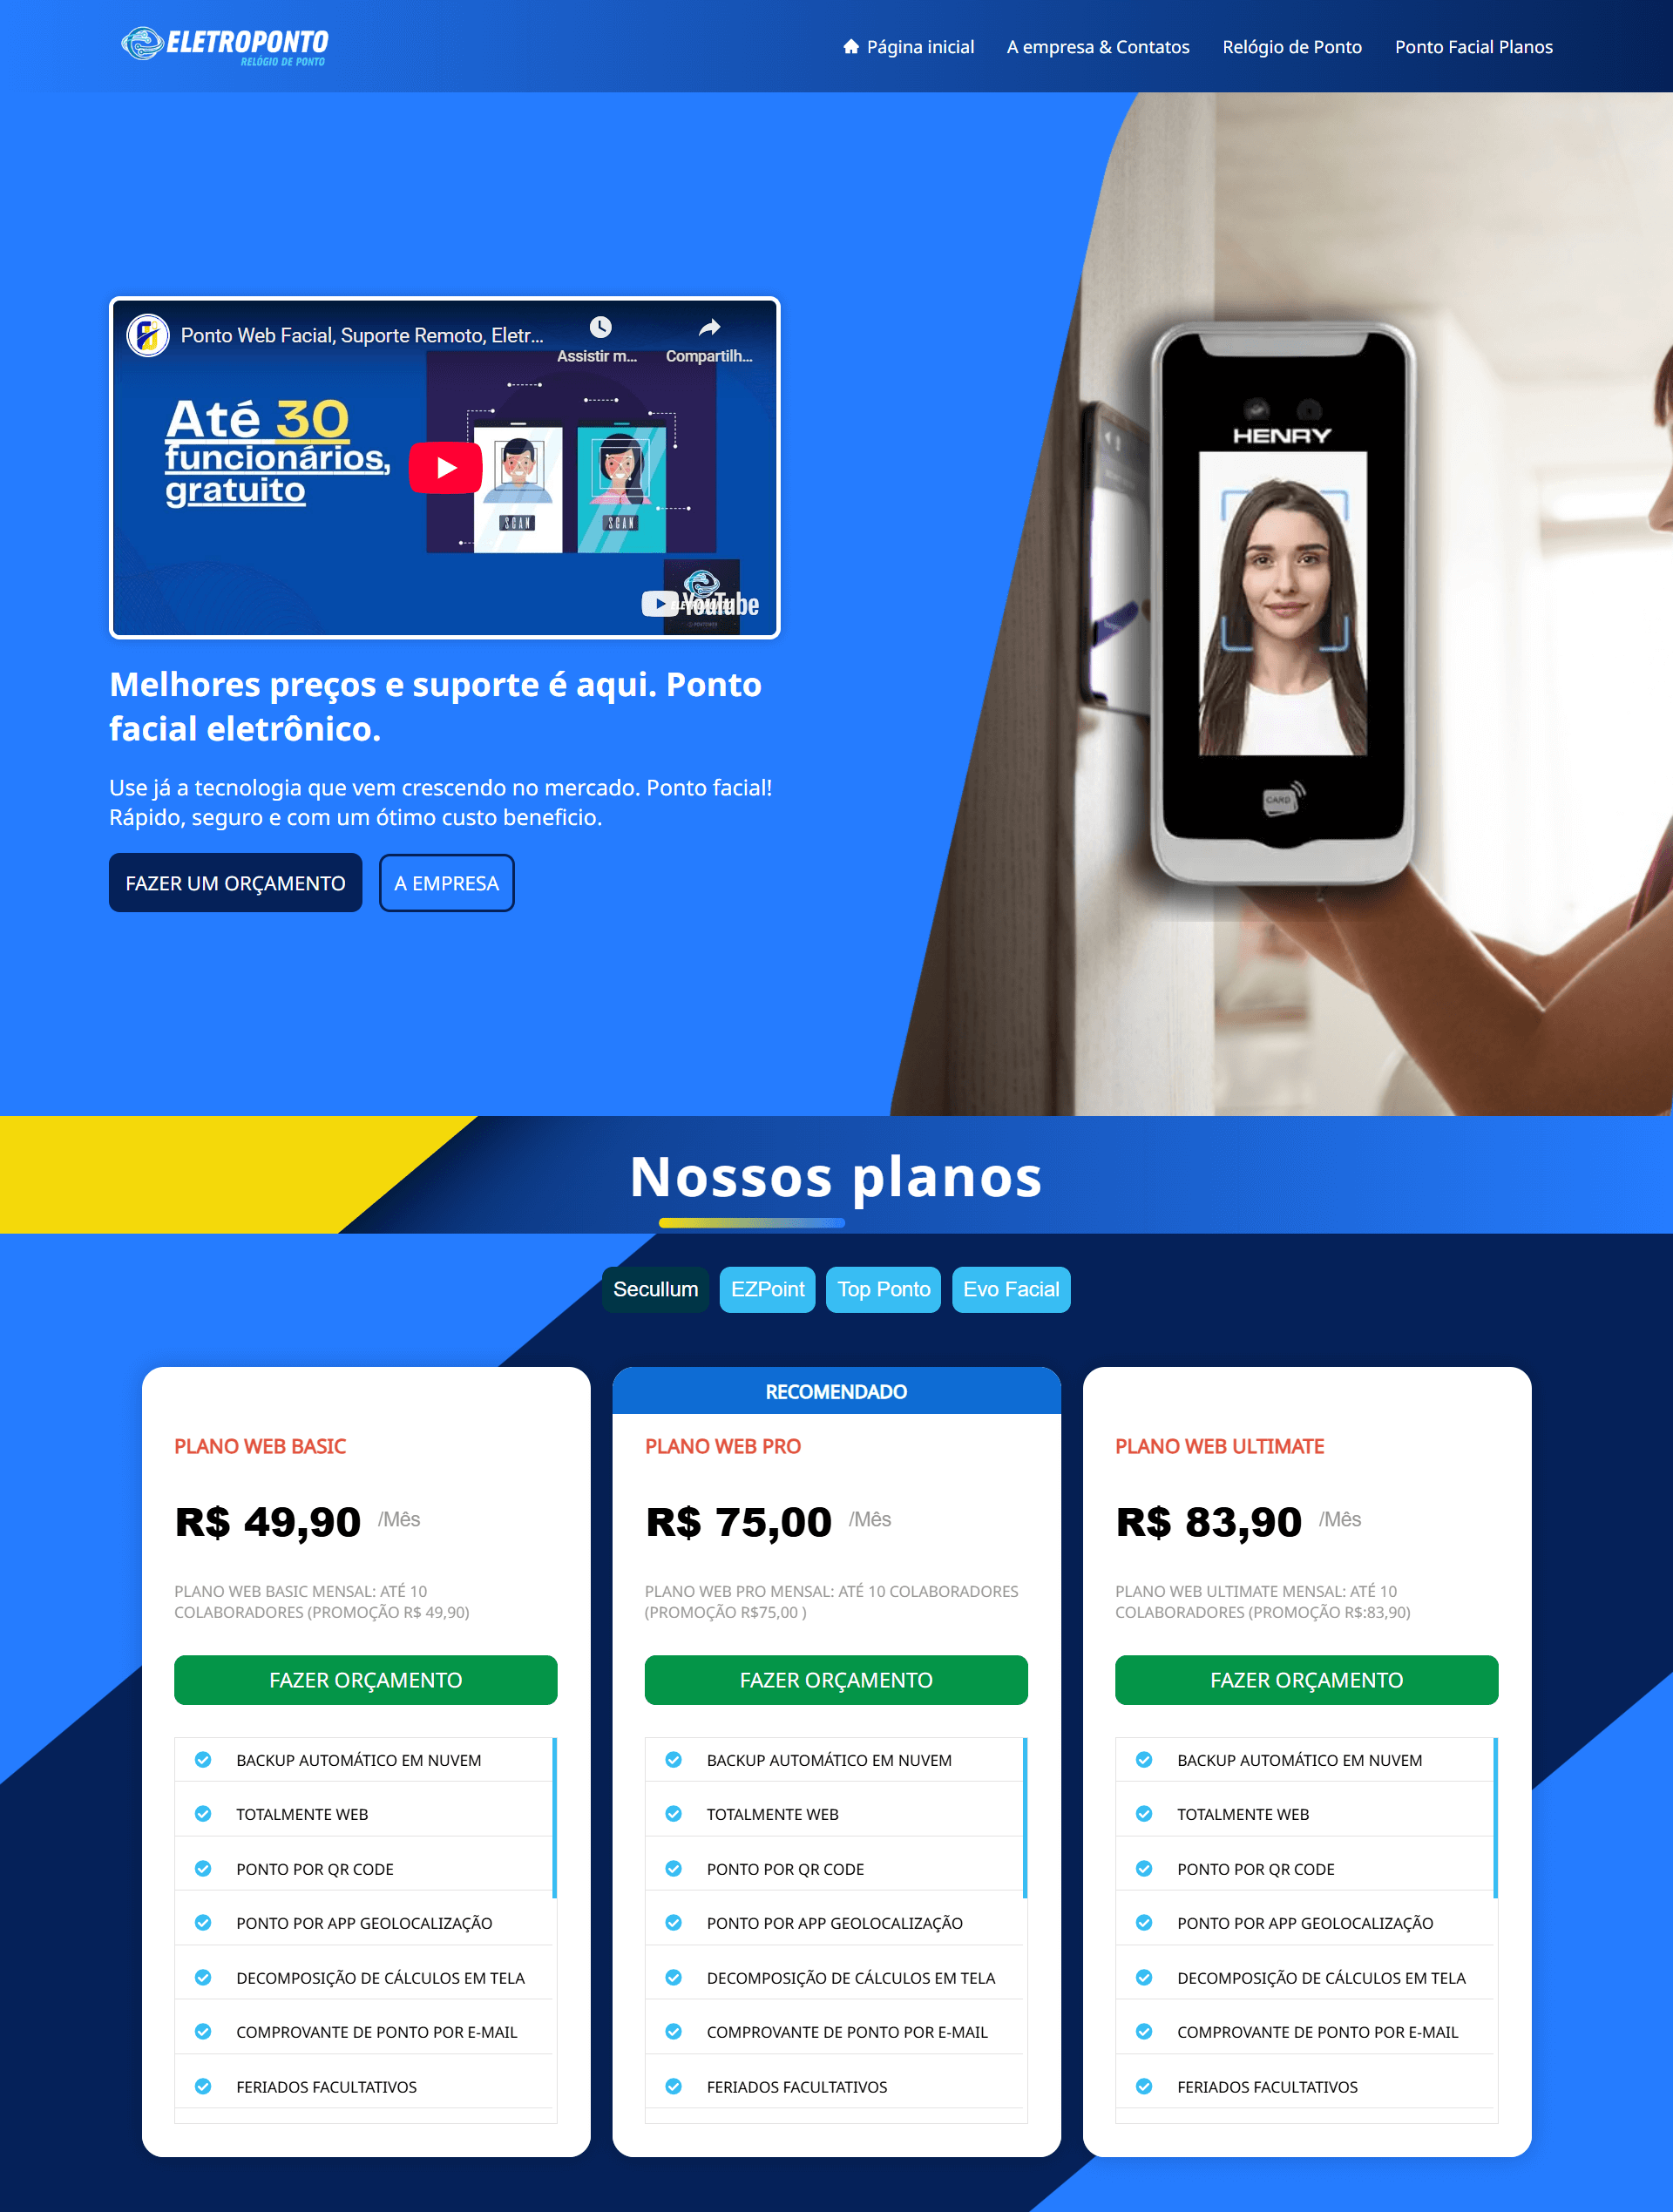 ELETROPONTO
RELÓGIO DE PONTO
Página inicial
A empresa & Contatos
Relógio de Ponto
Ponto Facial Planos
Ponto Web Facial, Suporte Remoto, Eletr...
Assistir m...
Compartilh...
Até 30
funcionários,
gratuito
SCAN
SCAN
YouTube
HENRY
CARD
Melhores preços e suporte é aqui. Ponto
facial eletrônico.
Use já a tecnologia que vem crescendo no mercado. Ponto facial!
Rápido, seguro e com um ótimo custo beneficio.
FAZER UM ORÇAMENTO
A EMPRESA
Nossos planos
Secullum
EZPoint
Top Ponto
Evo Facial
PLANO WEB BASIC
R$ 49,90 /Mês
PLANO WEB BASIC MENSAL: ATÉ 10
COLABORADORES (PROMOÇÃO R$ 49,90)
FAZER ORÇAMENTO
BACKUP AUTOMÁTICO EM NUVEM
TOTALMENTE WEB
PONTO POR QR CODE
PONTO POR APP GEOLOCALIZAÇÃO
DECOMPOSIÇÃO DE CÁLCULOS EM TELA
COMPROVANTE DE PONTO POR E-MAIL
FERIADOS FACULTATIVOS
RECOMENDADO
PLANO WEB PRO
R$ 75,00 /Mês
PLANO WEB PRO MENSAL: ATÉ 10 COLABORADORES
(PROMOÇÃO R$75,00 )
FAZER ORÇAMENTO
BACKUP AUTOMÁTICO EM NUVEM
TOTALMENTE WEB
PONTO POR QR CODE
PONTO POR APP GEOLOCALIZAÇÃO
DECOMPOSIÇÃO DE CÁLCULOS EM TELA
COMPROVANTE DE PONTO POR E-MAIL
FERIADOS FACULTATIVOS
PLANO WEB ULTIMATE
R$ 83,90 /Mês
PLANO WEB ULTIMATE MENSAL: ATÉ 10
COLABORADORES (PROMOÇÃO R$:83,90)
FAZER ORÇAMENTO
BACKUP AUTOMÁTICO EM NUVEM
TOTALMENTE WEB
PONTO POR QR CODE
PONTO POR APP GEOLOCALIZAÇÃO
DECOMPOSIÇÃO DE CÁLCULOS EM TELA
COMPROVANTE DE PONTO POR E-MAIL
FERIADOS FACULTATIVOS